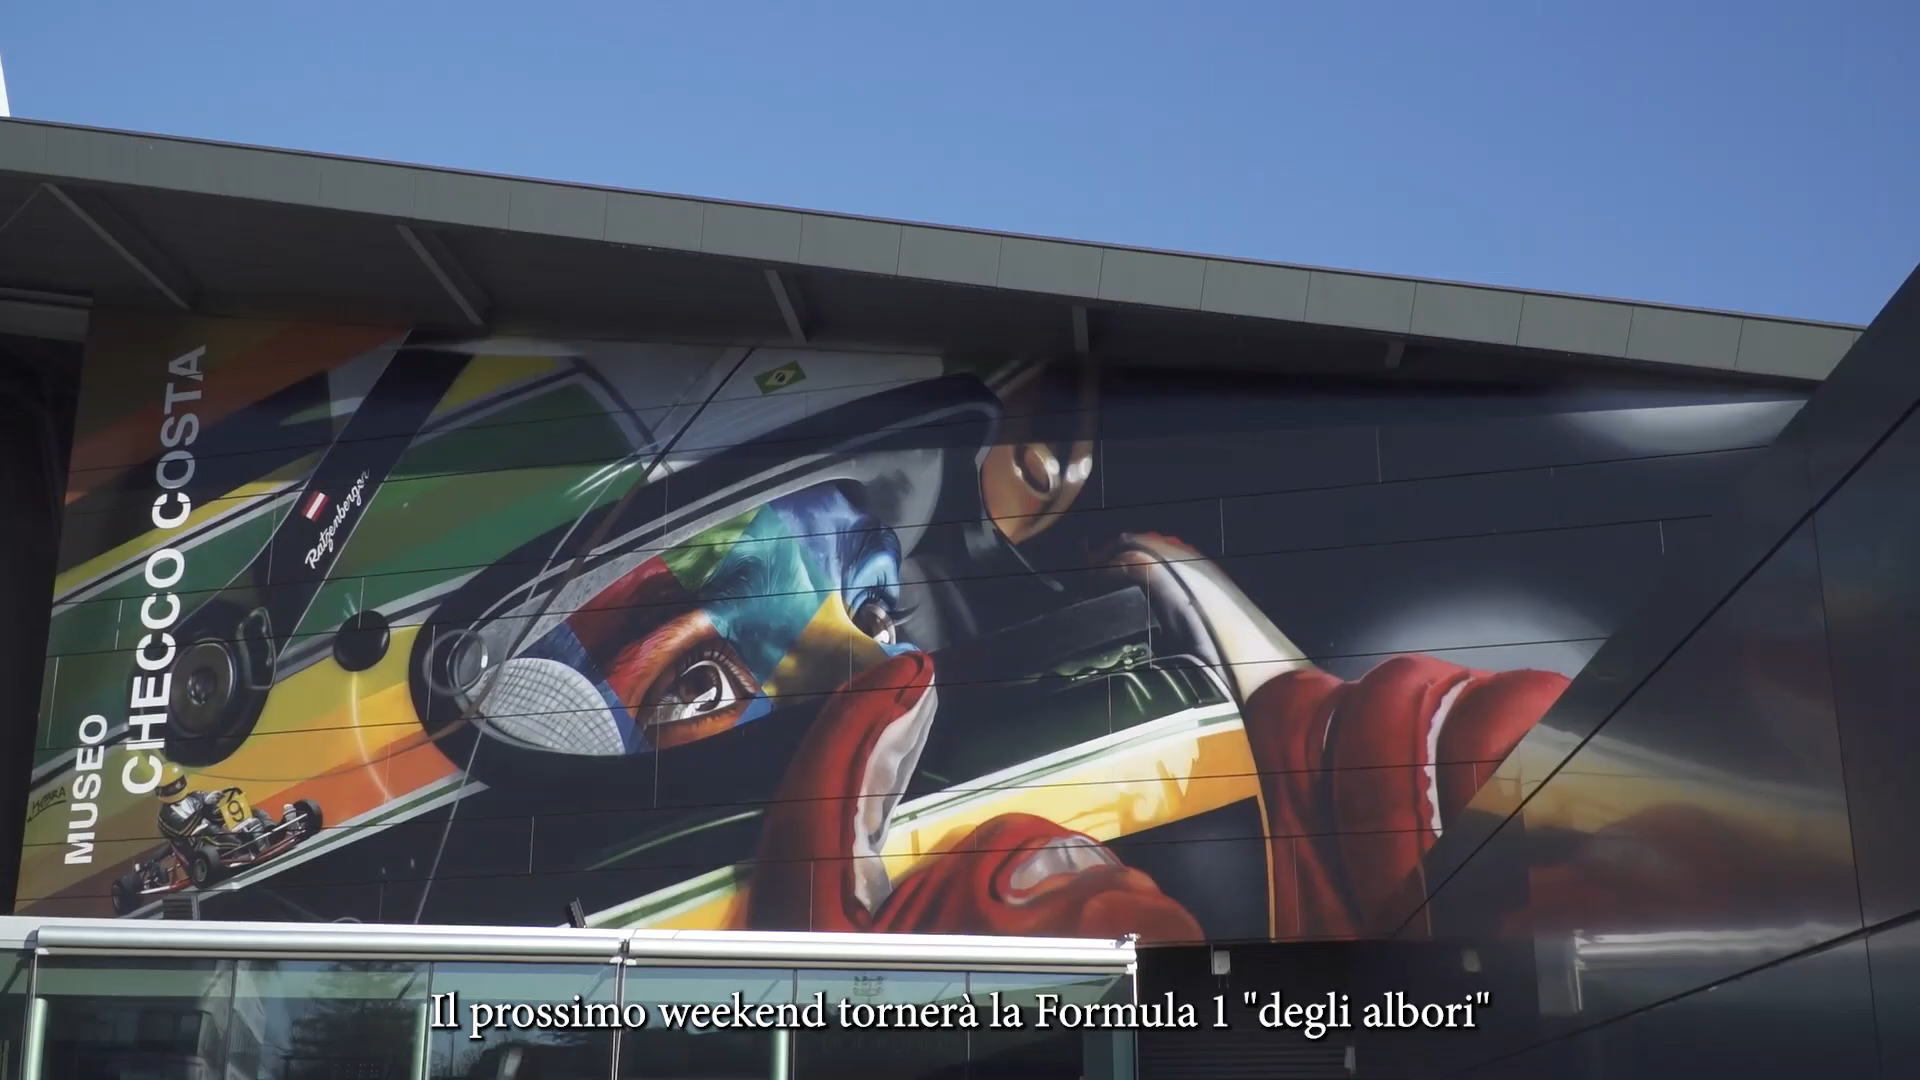 MUSEO
CHECCO COSTA
Ratzenberger
Il prossimo weekend tornerà la Formula 1 "degli albori"